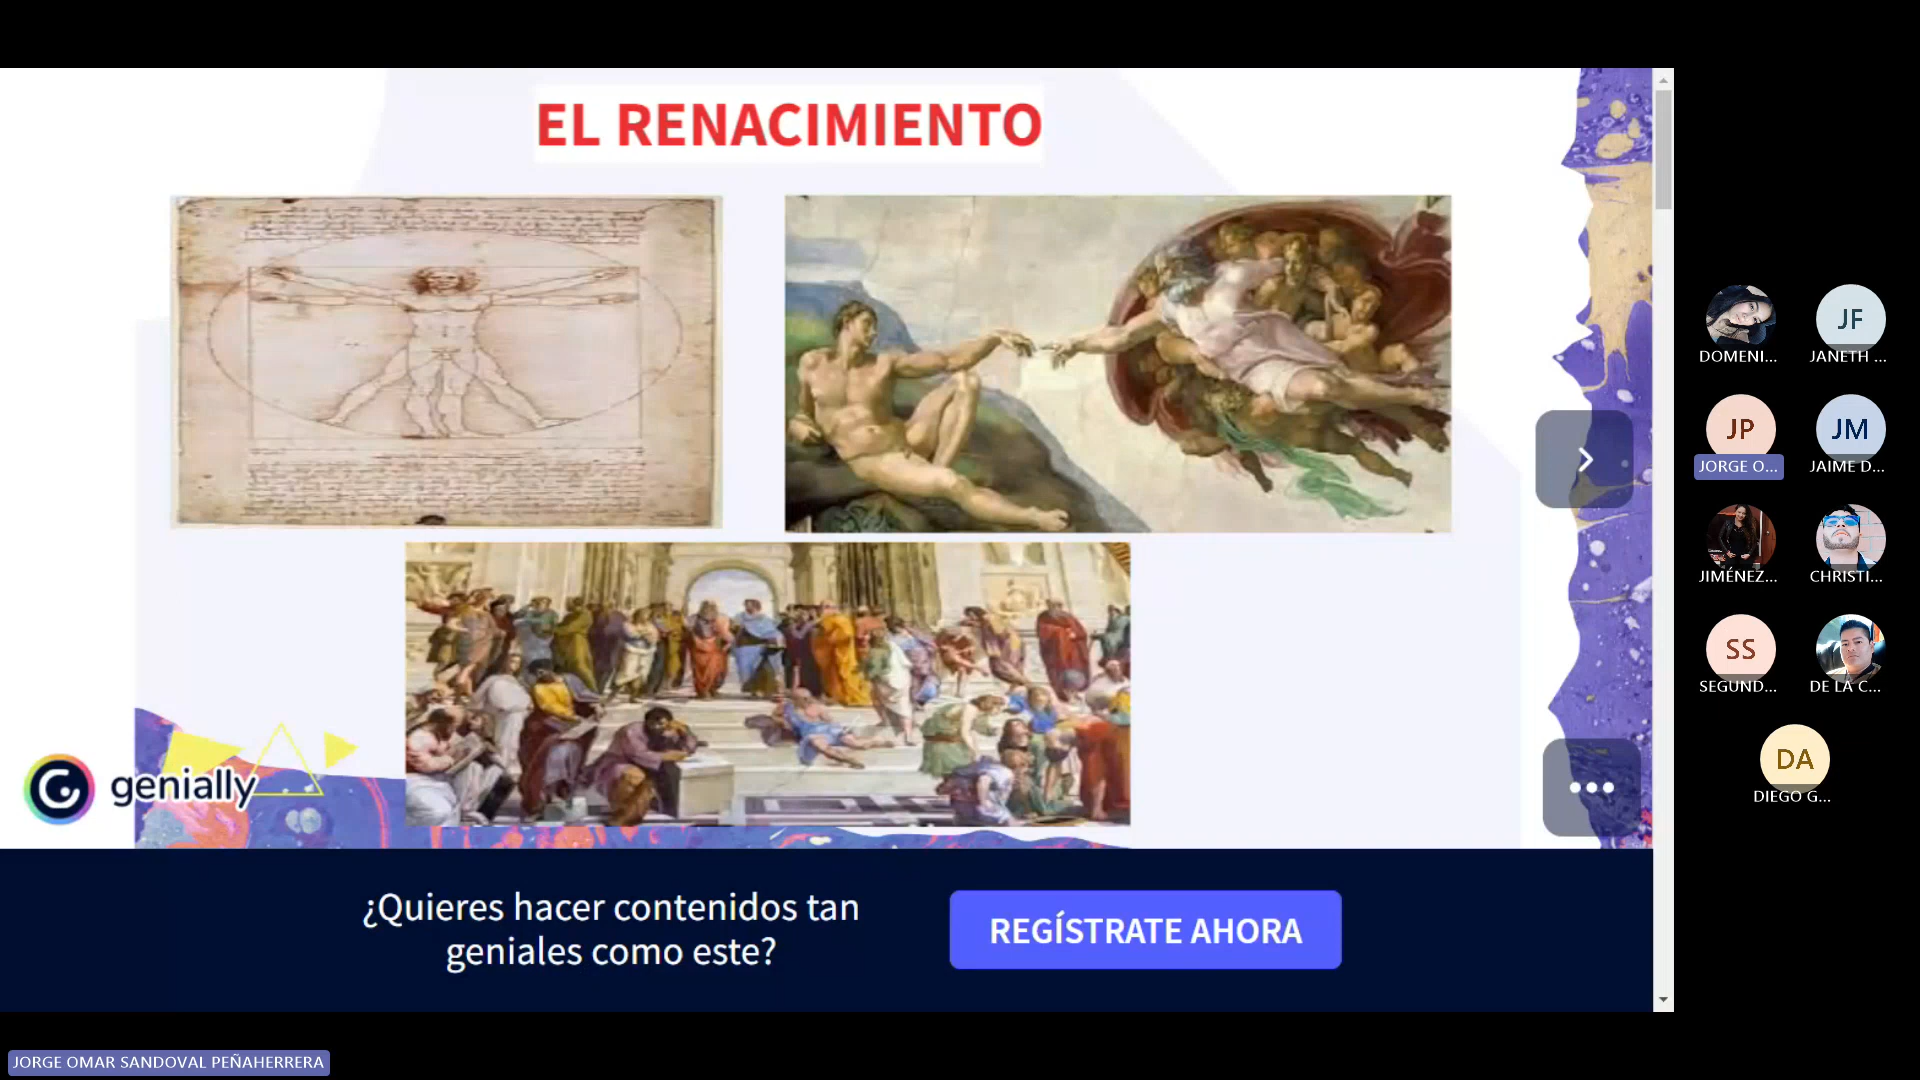 EL RENACIMIENTO
genially
¿Quieres hacer contenidos tan
geniales como este?
REGÍSTRATE AHORA
DOMENI...
JANETH ...
JF
JP
JORGE O...
JM
JAIME D...
JIMÉNEZ...
CHRISTI...
SS
SEGUND...
DE LA C...
DA
DIEGO G...
JORGE OMAR SANDOVAL PEÑAHERRERA